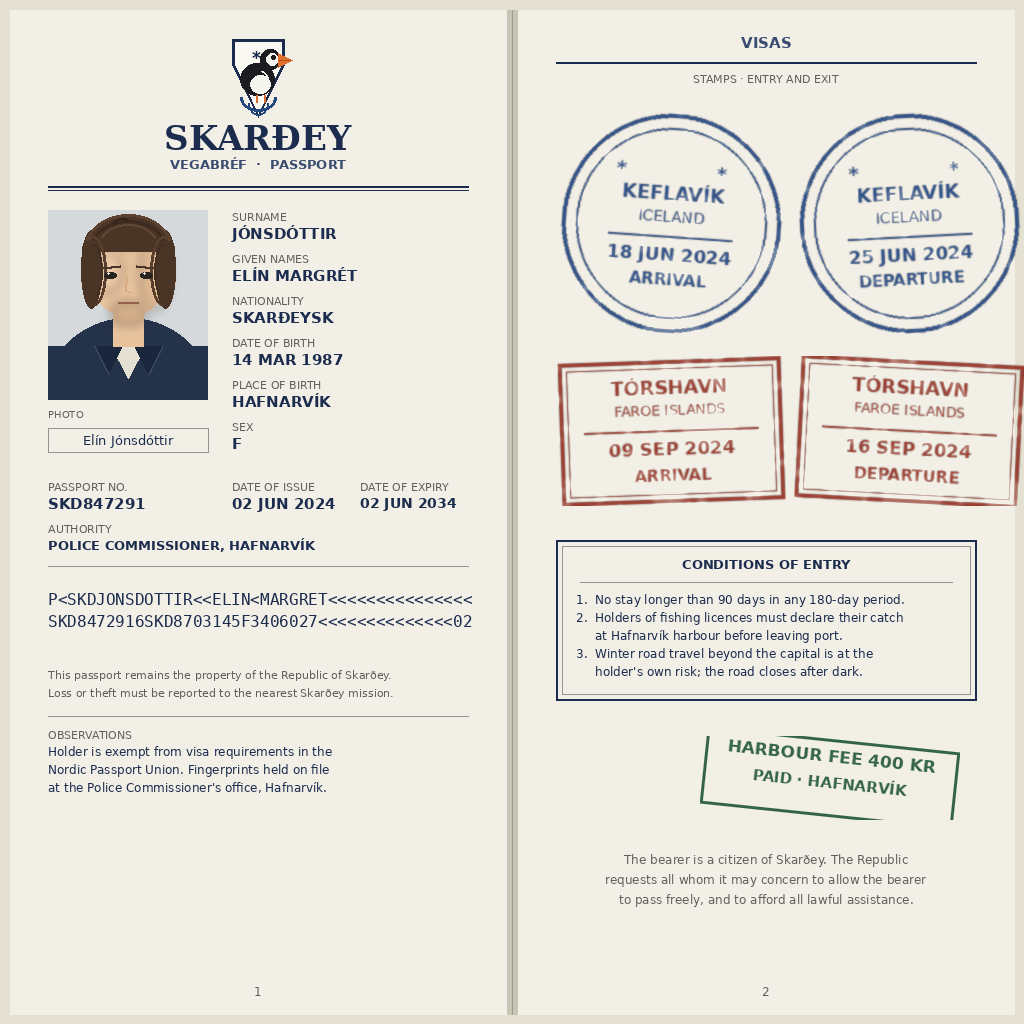 SKARÐEY
VEGABRÉF · PASSPORT
SURNAME
JÓNSDÓTTIR
GIVEN NAMES
ELÍN MARGRÉT
NATIONALITY
SKARÐEYSK
DATE OF BIRTH
14 MAR 1987
PLACE OF BIRTH
HAFNARVÍK
SEX
F
PHOTO
Elín Jónsdóttir
PASSPORT NO.
SKD847291
DATE OF ISSUE
02 JUN 2024
DATE OF EXPIRY
02 JUN 2034
AUTHORITY
POLICE COMMISSIONER, HAFNARVÍK
P<SKDJONSDOTTIR<<ELIN<MARGRET<<<<<<<<<<<<<<<
SKD8472916SKD8703145F3406027<<<<<<<<<<<<<<02
This passport remains the property of the Republic of Skarðey.
Loss or theft must be reported to the nearest Skarðey mission.
OBSERVATIONS
Holder is exempt from visa requirements in the
Nordic Passport Union. Fingerprints held on file
at the Police Commissioner's office, Hafnarvík.
1
VISAS
STAMPS · ENTRY AND EXIT
* *
KEFLAVÍK
ICELAND
18 JUN 2024
ARRIVAL
* *
KEFLAVÍK
ICELAND
25 JUN 2024
DEPARTURE
TÓRSHAVN
FAROE ISLANDS
09 SEP 2024
ARRIVAL
TÓRSHAVN
FAROE ISLANDS
16 SEP 2024
DEPARTURE
CONDITIONS OF ENTRY
1. No stay longer than 90 days in any 180-day period.
2. Holders of fishing licences must declare their catch
at Hafnarvík harbour before leaving port.
3. Winter road travel beyond the capital is at the
holder's own risk; the road closes after dark.
HARBOUR FEE 400 KR
PAID · HAFNARVÍK
The bearer is a citizen of Skarðey. The Republic
requests all whom it may concern to allow the bearer
to pass freely, and to afford all lawful assistance.
2